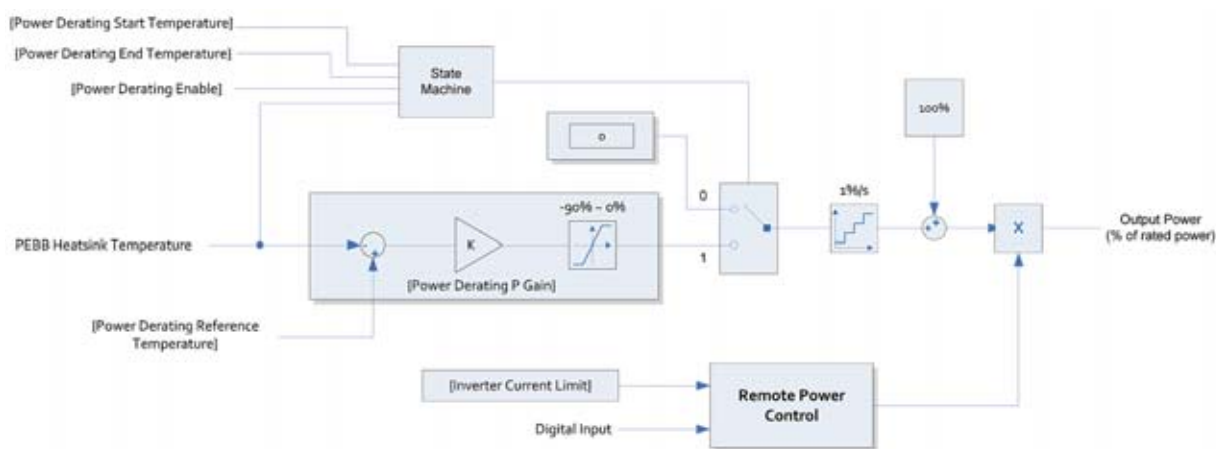 [Power Derating Start Temperature]
[Power Derating End Temperature]
[Power Derating Enable]
State
Machine
0
100%
0
1
1%/s
-90% – 0%
K
[Power Derating P Gain]
PEBB Heatsink Temperature
[Power Derating Reference
Temperature]
X
Output Power
(% of rated power)
[Inverter Current Limit]
Digital Input
Remote Power
Control